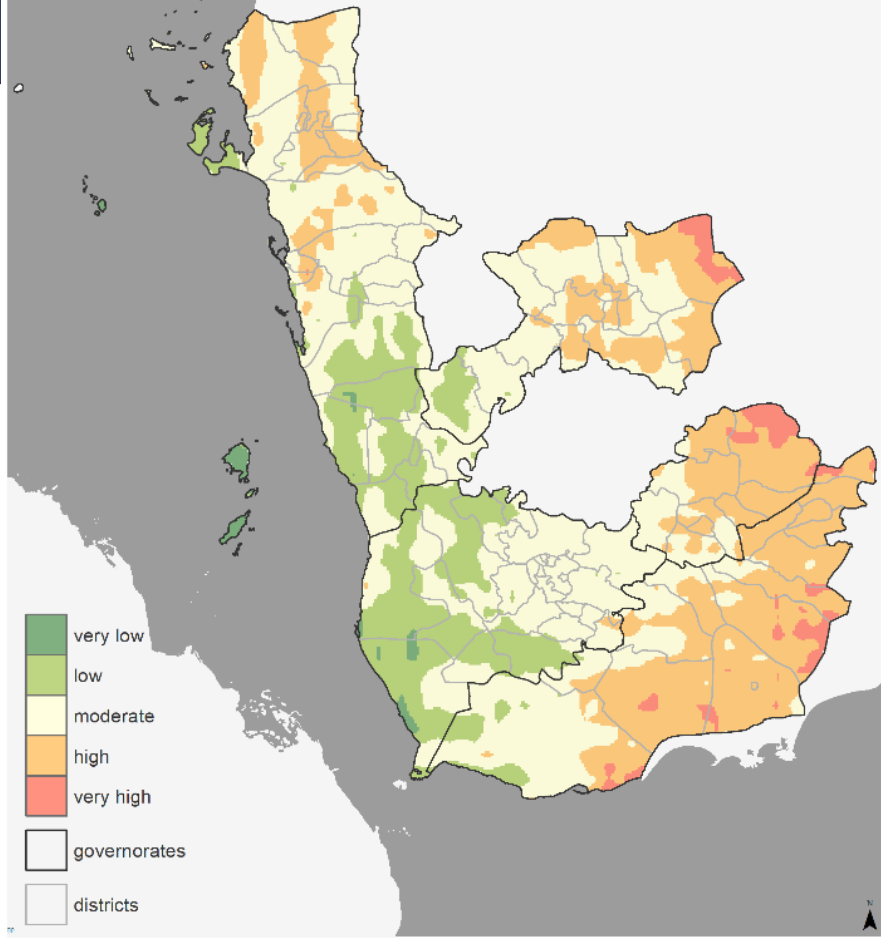 very low
low
moderate
high
very high
governorates
districts
N